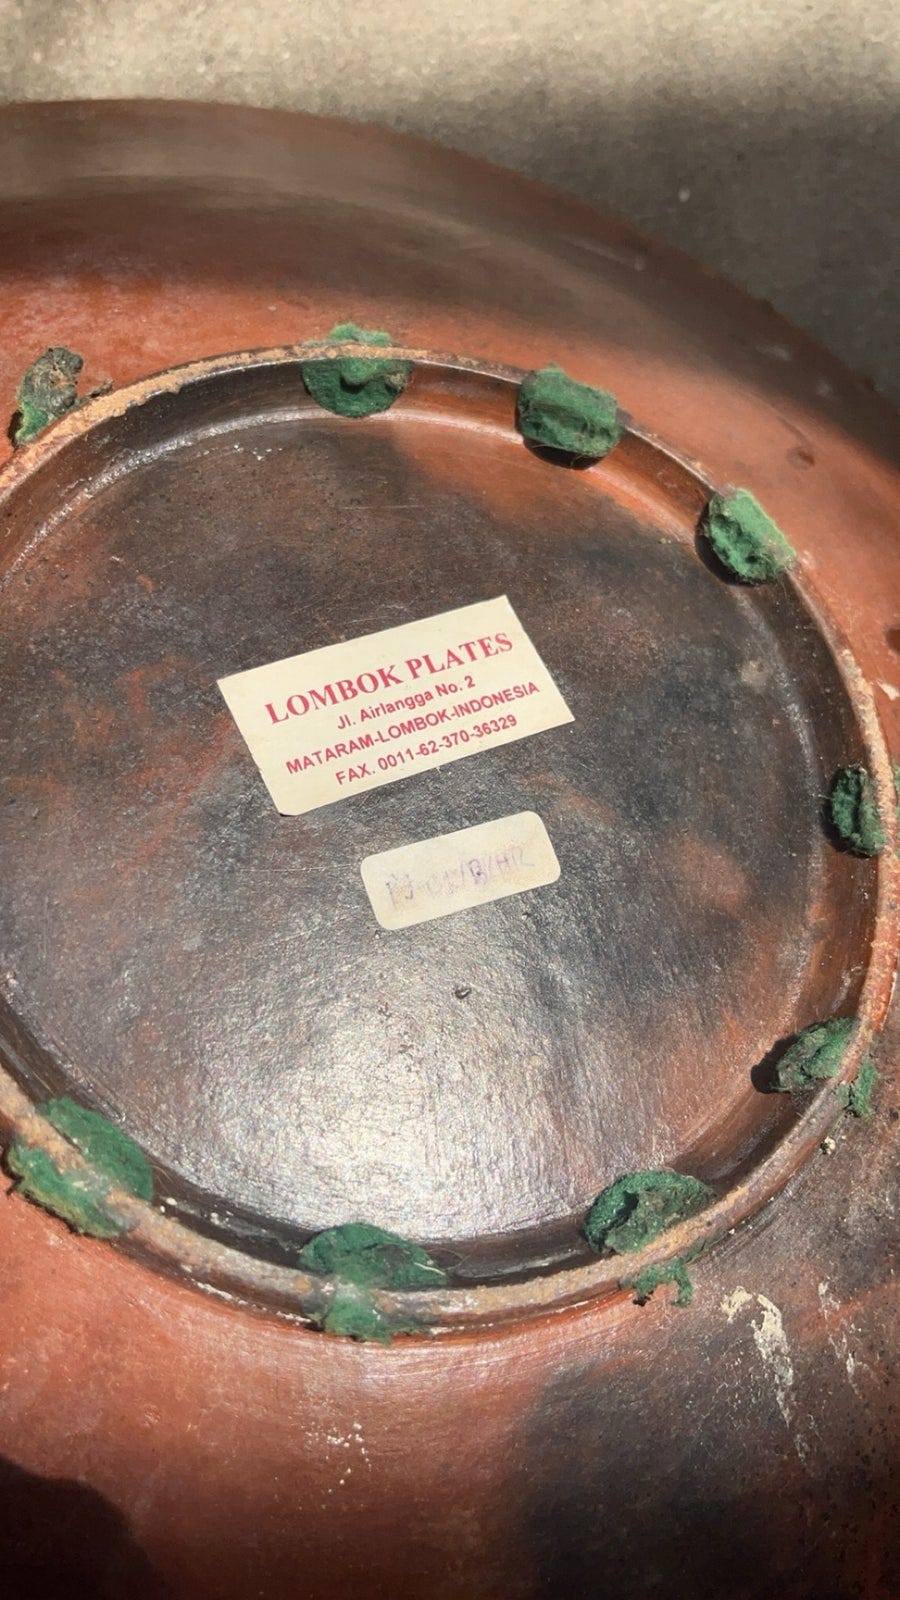 LOMBOK PLATES
Jl. Airlangga No. 2
MATARAM-LOMBOK-INDONESIA
FAX. 0011-62-370-36329